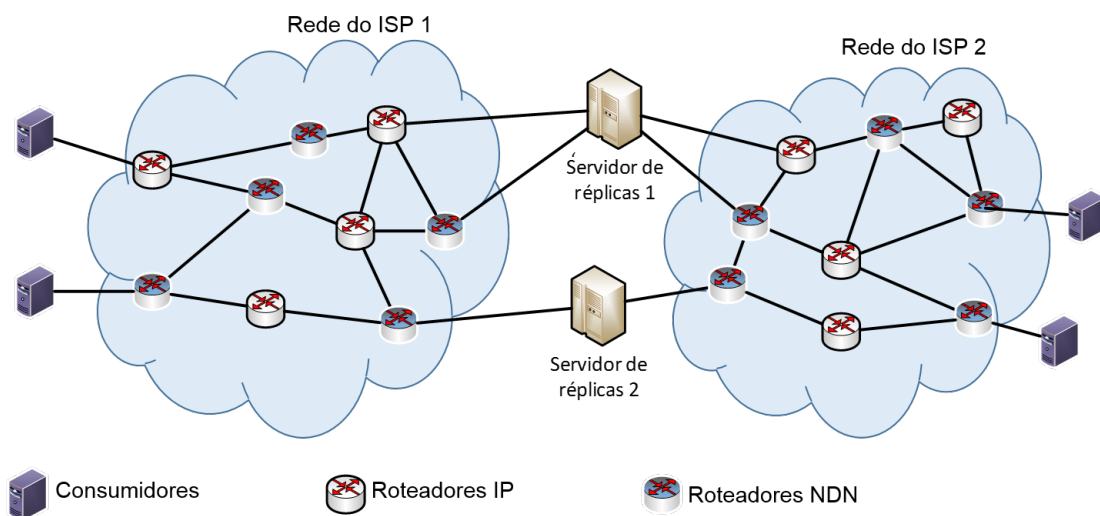 Rede do ISP 1
Rede do ISP 2
Śervidor de
réplicas 1
Servidor de
réplicas 2
Consumidores
Roteadores IP
Roteadores NDN